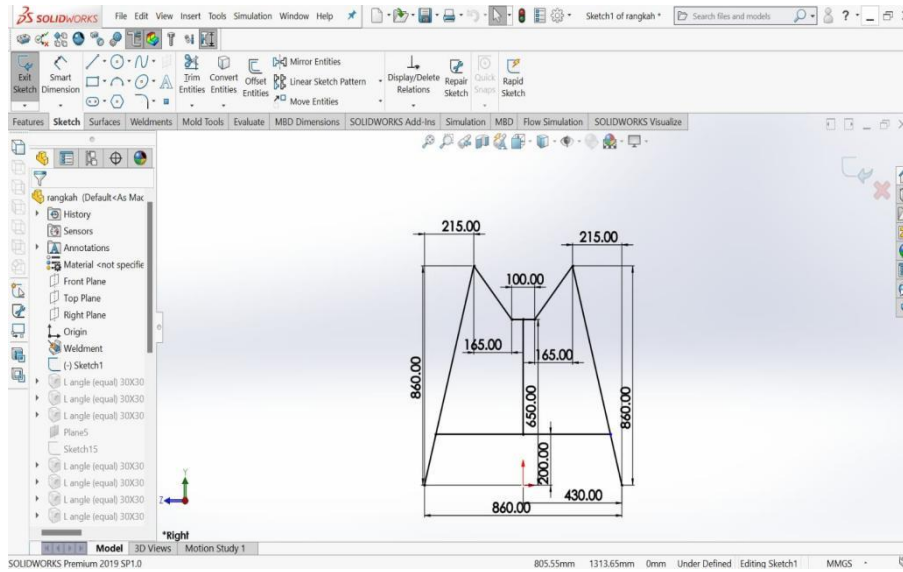 SOLIDWORKS File Edit View Insert Tools Simulation Window Help Sketch1 of rangkah * Search files and models
Exit Sketch
Smart Dimension
Trim Entities
Convert Entities
Offset Entities
Mirror Entities
Linear Sketch Pattern
Move Entities
Display/Delete Relations
Repair Sketch
Quick Snaps
Rapid Sketch
Features Sketch Surfaces Weldments Mold Tools Evaluate MBD Dimensions SOLIDWORKS Add-Ins Simulation MBD Flow Simulation SOLIDWORKS Visualize
rangkah (Default<As Mac
History
Sensors
Annotations
Material <not specifie
Front Plane
Top Plane
Right Plane
Origin
Weldment
(-) Sketch1
L angle (equal) 30X30
L angle (equal) 30X30
L angle (equal) 30X30
Plane5
Sketch15
L angle (equal) 30X30
L angle (equal) 30X30
L angle (equal) 30X30
L angle (equal) 30X30
215.00
215.00
100.00
165.00
165.00
860.00
650.00
860.00
200.00
430.00
860.00
Y
Z
*Right
Model 3D Views Motion Study 1
SOLIDWORKS Premium 2019 SP1.0 805.55mm 1313.65mm 0mm Under Defined Editing Sketch1 MMGS